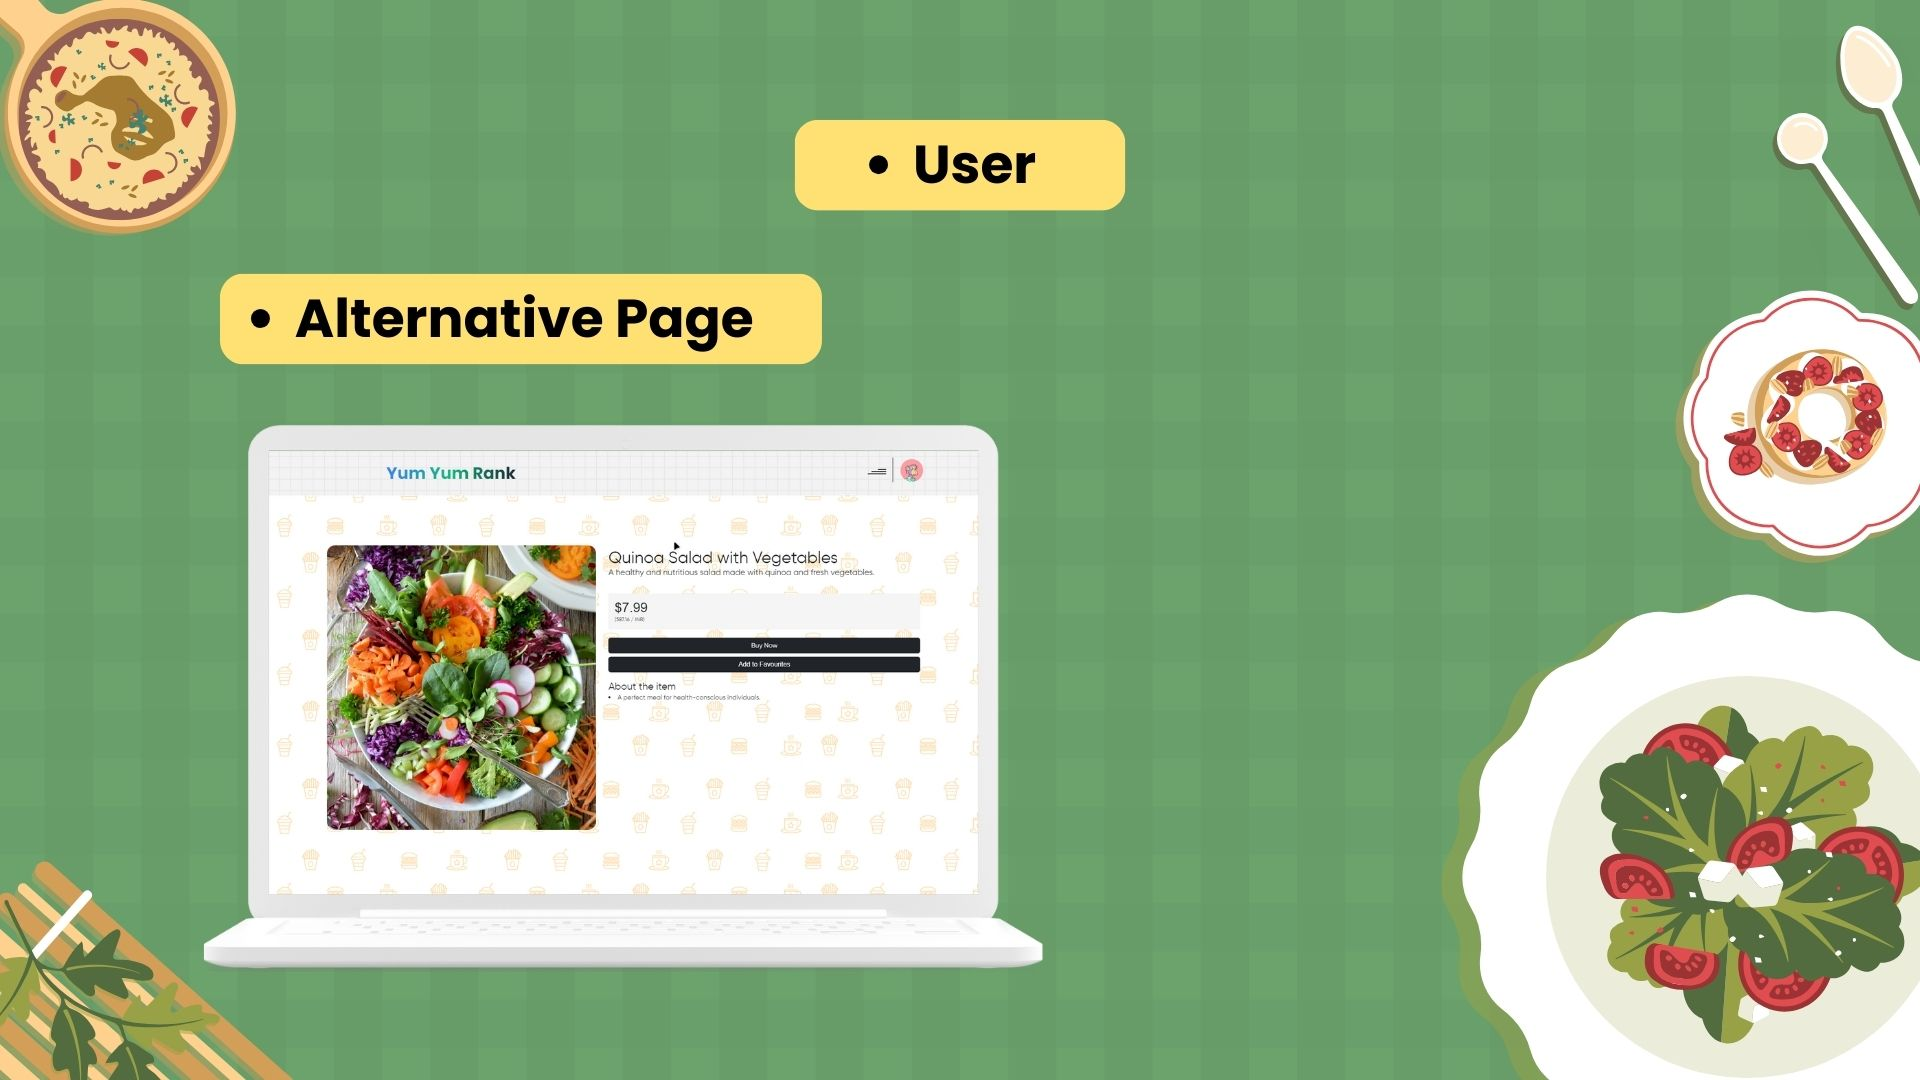 • User
• Alternative Page
Yum Yum Rank
Quinoa Salad with Vegetables
A healthy and nutritious salad made with quinoa and fresh vegetables.
$7.99
Buy Now
Add to Favourites
About the item
• A perfect meal for health-conscious individuals.